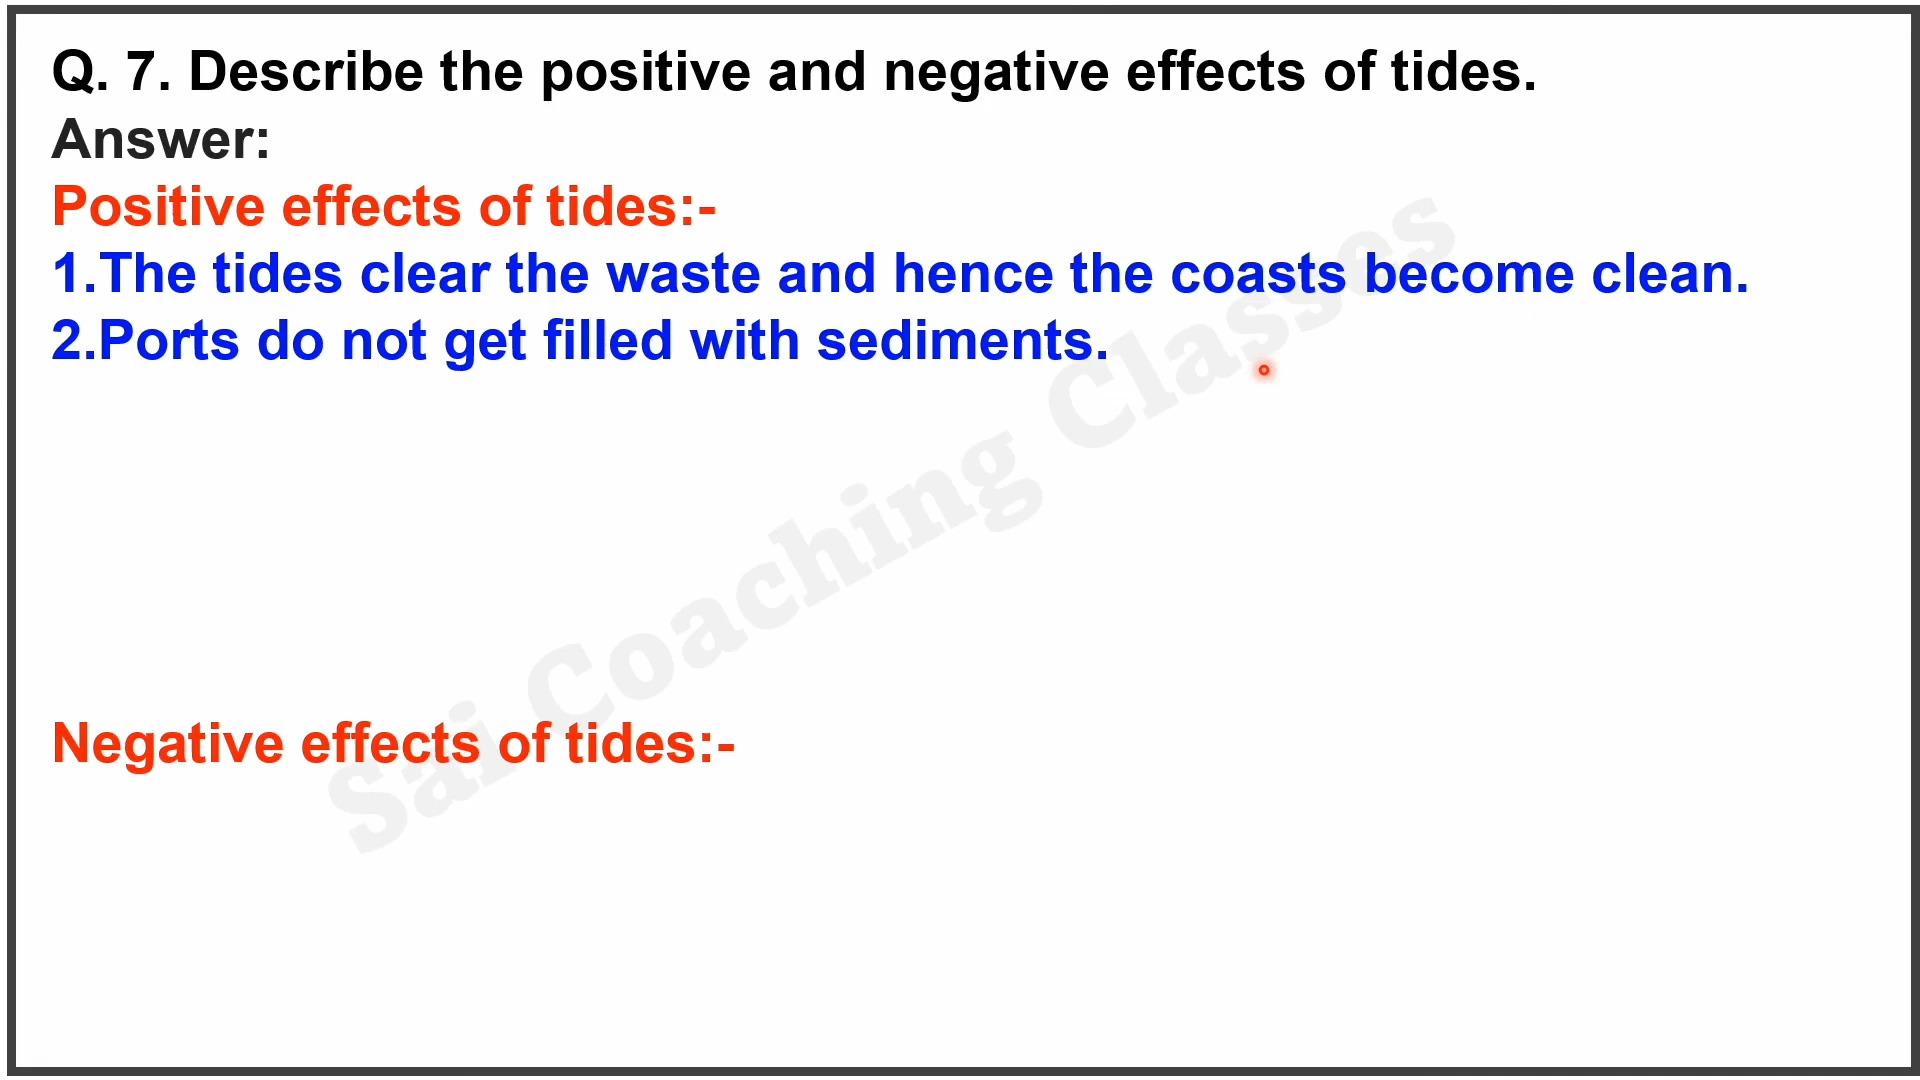 Q. 7. Describe the positive and negative effects of tides.
Answer:
Positive effects of tides:-
1.The tides clear the waste and hence the coasts become clean.
2.Ports do not get filled with sediments.
Negative effects of tides:-
Sai Coaching Classes